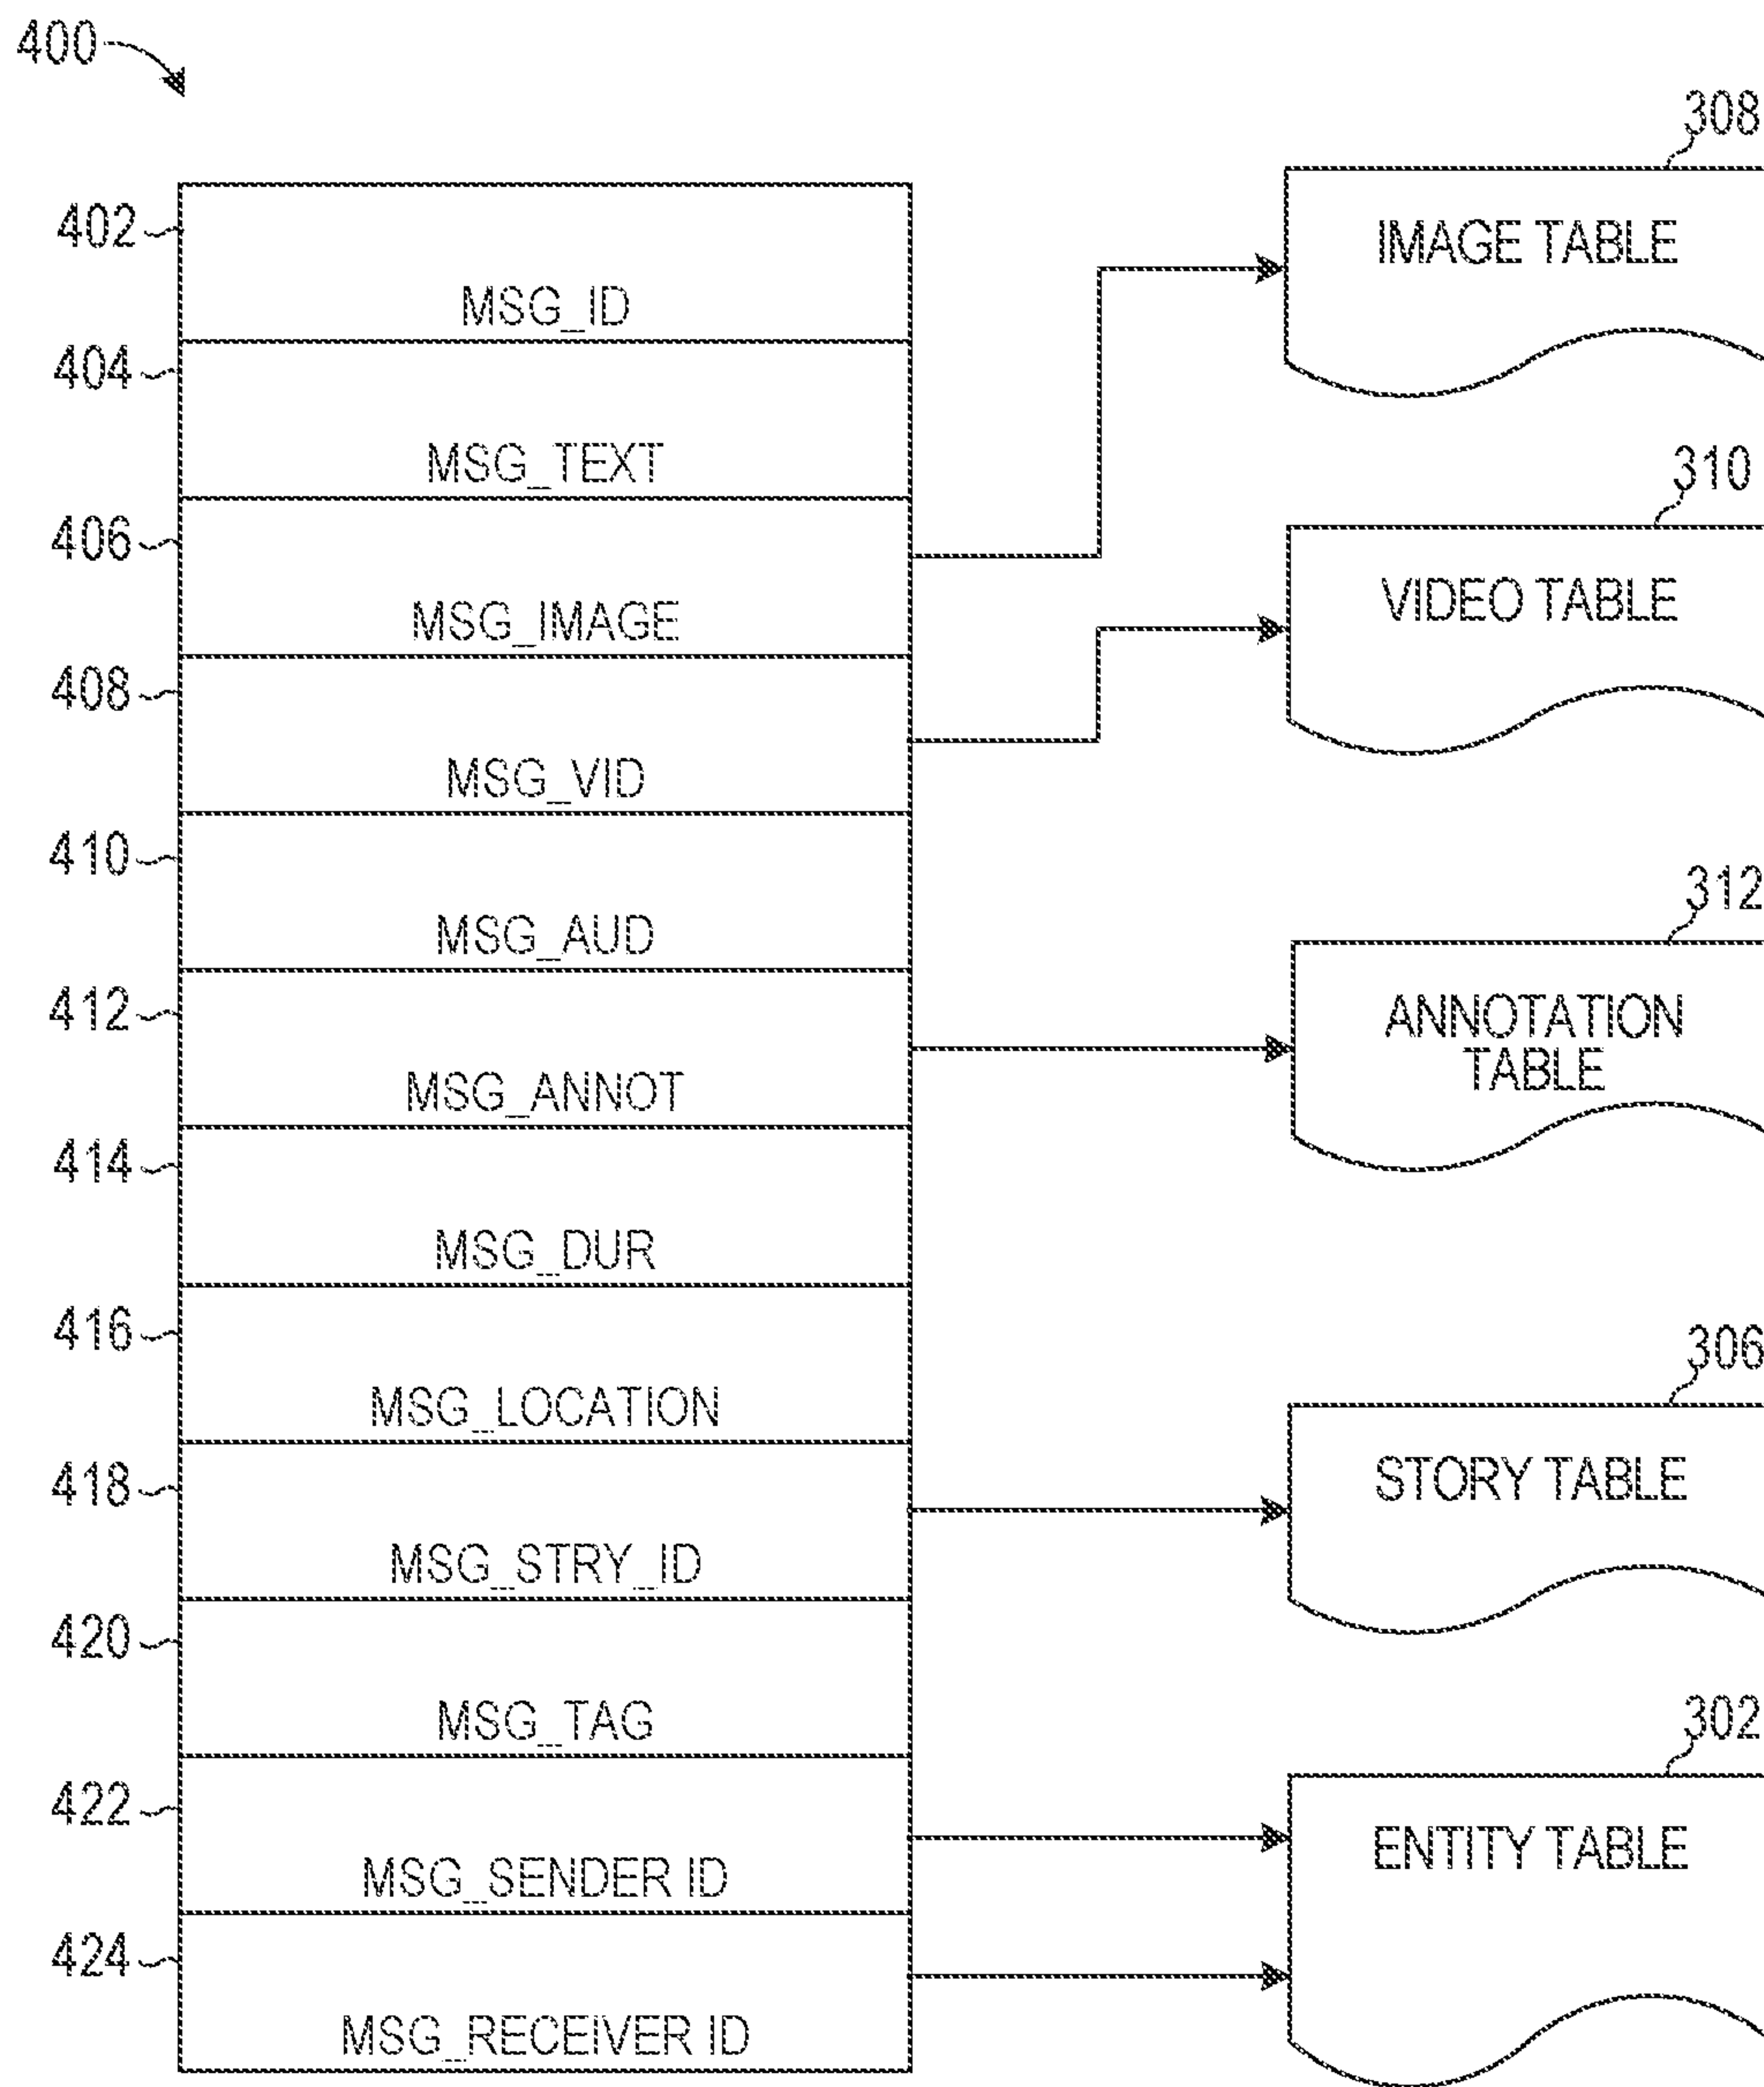 400
308
402
IMAGE TABLE
MSG_ID
404
MSG_TEXT
310
406
VIDEO TABLE
MSG_IMAGE
408
MSG_VID
410
312
MSG_AUD
412
ANNOTATION
TABLE
MSG_ANNOT
414
MSG_DUR
416
306
MSG_LOCATION
418
STORY TABLE
MSG_STRY_ID
420
302
MSG_TAG
422
ENTITY TABLE
MSG_SENDER ID
424
MSG_RECEIVER ID